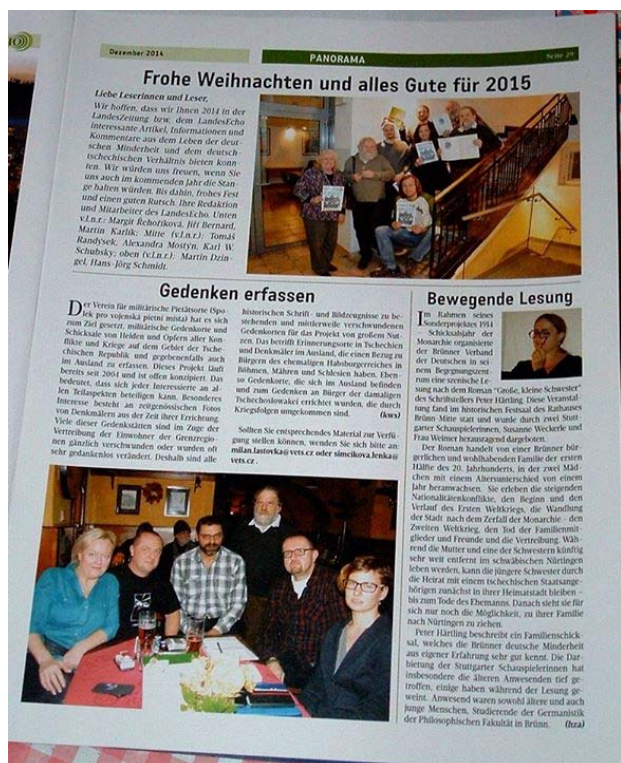 Dezember 2014
PANORAMA
Seite 29
Frohe Weihnachten und alles Gute für 2015
Liebe Leserinnen und Leser,
Wir hoffen, dass wir Ihnen 2014 in der
LandesZeitung bzw. dem LandesEcho
interessante Artikel, Informationen und
Kommentare aus dem Leben der deut-
schen Minderheit und dem deutsch-
tschechischen Verhältnis bieten konn-
ten. Wir würden uns freuen, wenn Sie
uns auch im kommenden Jahr die Stan-
ge halten würden. Bis dahin, frohes Fest
und einen guten Rutsch. Ihre Redaktion
und Mitarbeiter des LandesEcho. Unten
v.l.n.r.: Margit Řehoříková, Jiří Bernard,
Martin Karlík; Mitte (v.l.n.r.): Tomáš
Randýsek, Alexandra Mostýn, Karl W.
Schubsky; oben (v.l.n.r.): Martin Dzin-
gel, Hans-Jörg Schmidt.
Gedenken erfassen
Der Verein für militärische Pietätsorte (Spo-
lek pro vojenská pietní místa) hat es sich
zum Ziel gesetzt, militärische Gedenkorte und
Schicksale von Helden und Opfern aller Kon-
flikte und Kriege auf dem Gebiet der Tsche-
chischen Republik und gegebenenfalls auch
im Ausland zu erfassen. Dieses Projekt läuft
bereits seit 2004 und ist offen konzipiert. Das
bedeutet, dass sich jeder Interessierte an al-
len Teilaspekten beteiligen kann. Besonderes
Interesse besteht an zeitgenössischen Fotos
von Denkmälern aus der Zeit ihrer Errichtung.
Viele dieser Gedenkstätten sind im Zuge der
Vertreibung der Einwohner der Grenzregio-
nen gänzlich verschwunden oder wurden oft
sehr gedankenlos verändert. Deshalb sind alle
historischen Schrift- und Bildzeugnisse zu be-
stehenden und mittlerweile verschwundenen
Gedenkorten für das Projekt von großem Nut-
zen. Das betrifft Erinnerungsorte in Tschechien
und Denkmäler im Ausland, die einen Bezug zu
Bürgern des ehemaligen Habsburgerreiches in
Böhmen, Mähren und Schlesien haben. Eben-
so Gedenkorte, die sich im Ausland befinden
und zum Gedenken an Bürger der damaligen
Tschechoslowakei errichtet wurden, die durch
Kriegsfolgen umgekommen sind. (kws)
Sollten Sie entsprechendes Material zur Verfü-
gung stellen können, wenden Sie sich bitte an:
milan.lastovka@vets.cz oder simcikova.lenka@
vets.cz .
Bewegende Lesung
Im Rahmen seines
Sonderprojektes 1914
– Schicksalsjahr der
Monarchie organisierte
der Brünner Verband
der Deutschen in sei-
nem Begegnungszent-
rum eine szenische Le-
sung nach dem Roman "Große, kleine Schwester"
des Schriftstellers Peter Härtling. Diese Veranstal-
tung fand im historischen Festsaal des Rathauses
Brünn-Mitte statt und wurde durch zwei Stutt-
garter Schauspielerinnen, Susanne Weckerle und
Frau Weimer herausragend dargeboten.
Der Roman handelt von einer Brünner bür-
gerlichen und wohlhabenden Familie der ersten
Hälfte des 20. Jahrhunderts, in der zwei Mäd-
chen mit einem Altersunterschied von einem
Jahr heranwachsen. Sie erleben die steigenden
Nationalitätenkonflikte, den Beginn und den
Verlauf des Ersten Weltkriegs, die Wandlung
der Stadt nach dem Zerfall der Monarchie - den
Zweiten Weltkrieg, den Tod der Familienmit-
glieder und Freunde und die Vertreibung. Wäh-
rend die Mutter und eine der Schwestern künftig
sehr weit entfernt im schwäbischen Nürtingen
leben werden, kann die jüngere Schwester durch
die Heirat mit einem tschechischen Staatsange-
hörigen zunächst in ihrer Heimatstadt bleiben –
bis zum Tode des Ehemanns. Danach sieht sie für
sich nur noch die Möglichkeit, zu ihrer Familie
nach Nürtingen zu ziehen.
Peter Härtling beschreibt ein Familienschick-
sal, welches die Brünner deutsche Minderheit
aus eigener Erfahrung sehr gut kennt. Die Dar-
bietung der Stuttgarter Schauspielerinnen hat
insbesondere die älteren Anwesenden tief ge-
troffen, einige haben während der Lesung ge-
weint. Anwesend waren sowohl ältere und auch
junge Menschen, Studierende der Germanistik
der Philosophischen Fakultät in Brünn. (hza)